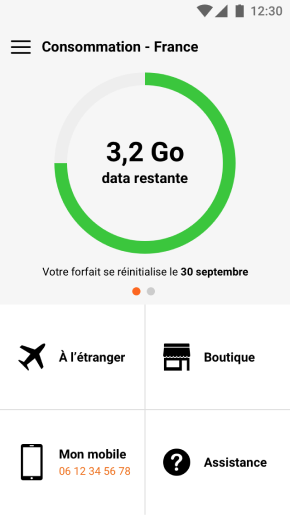 12:30
Consommation - France
3,2 Go
data restante
Votre forfait se réinitialise le 30 septembre
À l'étranger
Boutique
Mon mobile
06 12 34 56 78
Assistance